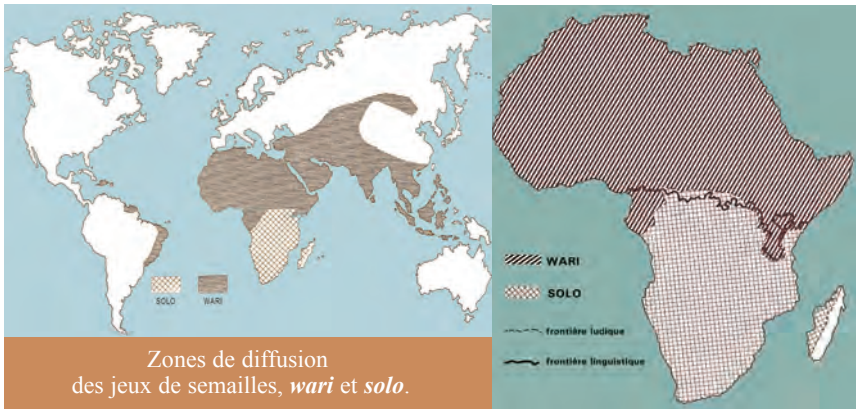 SOLO
WARI
Zones de diffusion
des jeux de semailles, wari et solo.
WARI
SOLO
frontière ludique
frontière linguistique